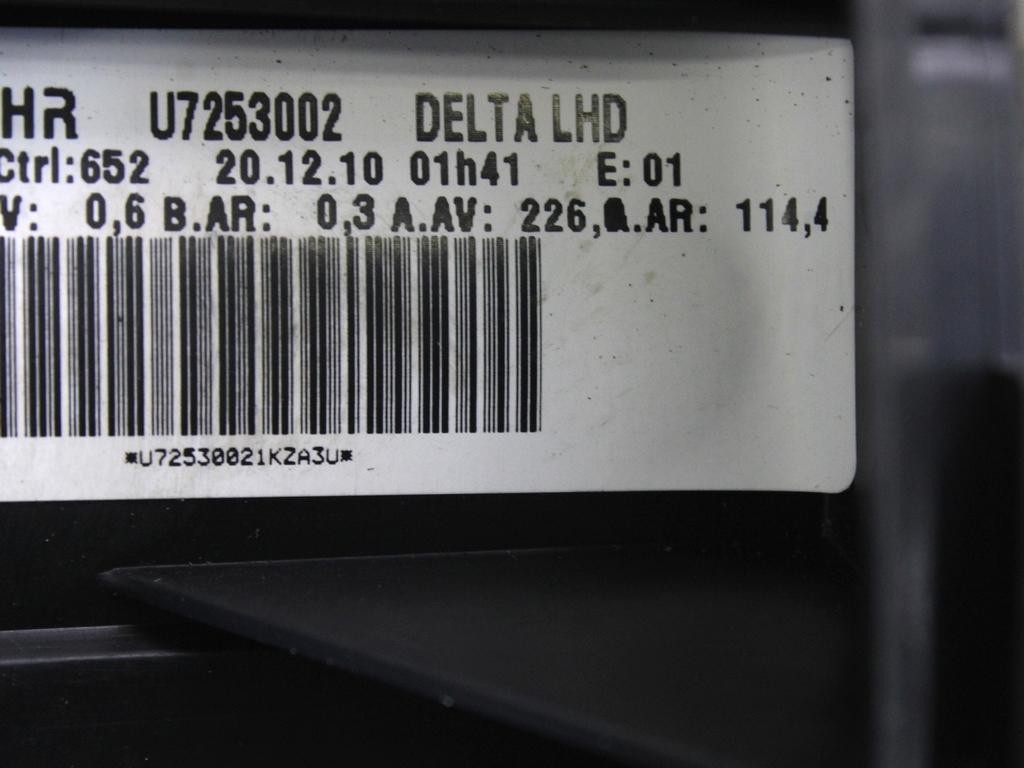 HR U7253002 DELTA LHD
Ctrl:652 20.12.10 01h41 E:01
V: 0,6 B.AR: 0,3 A.AV: 226, .AR: 114,4
*U72530021KZA3U*